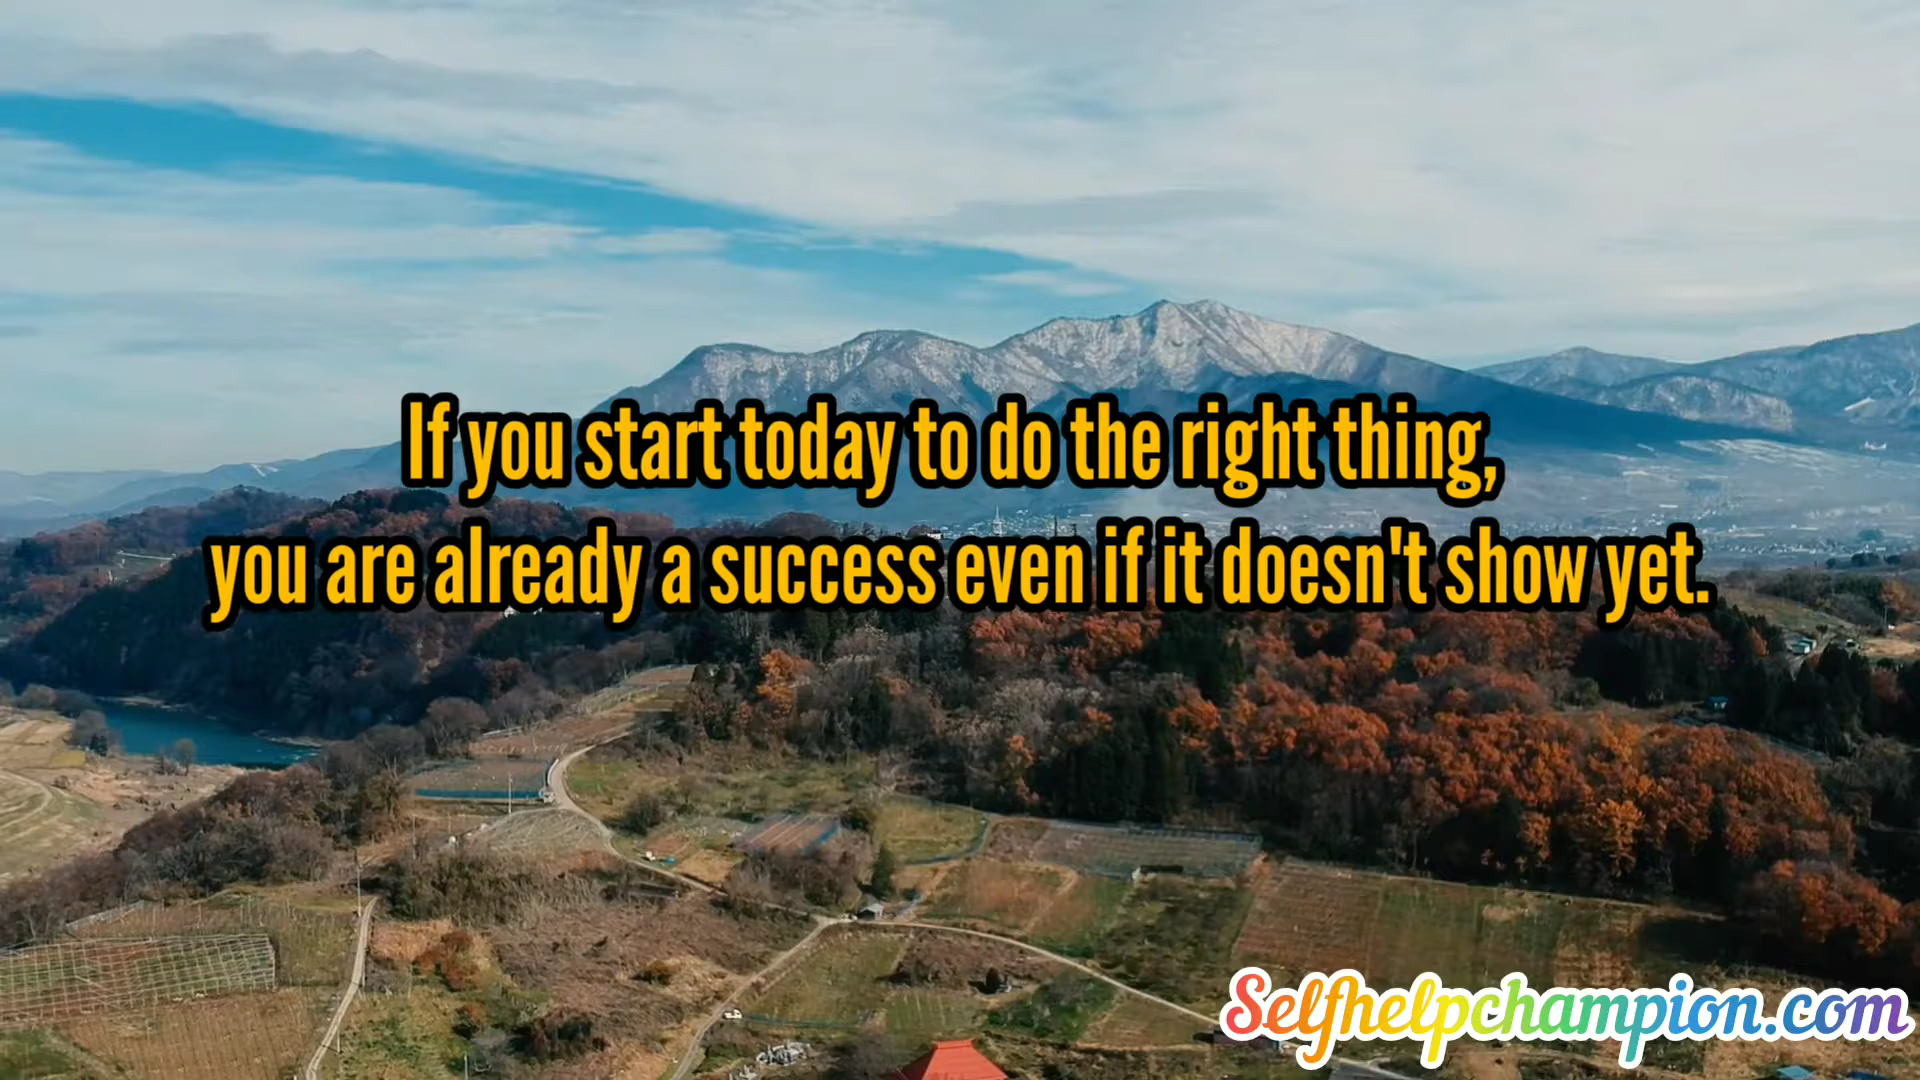 If you start today to do the right thing,
you are already a success even if it doesn't show yet.
Selfhelpchampion.com